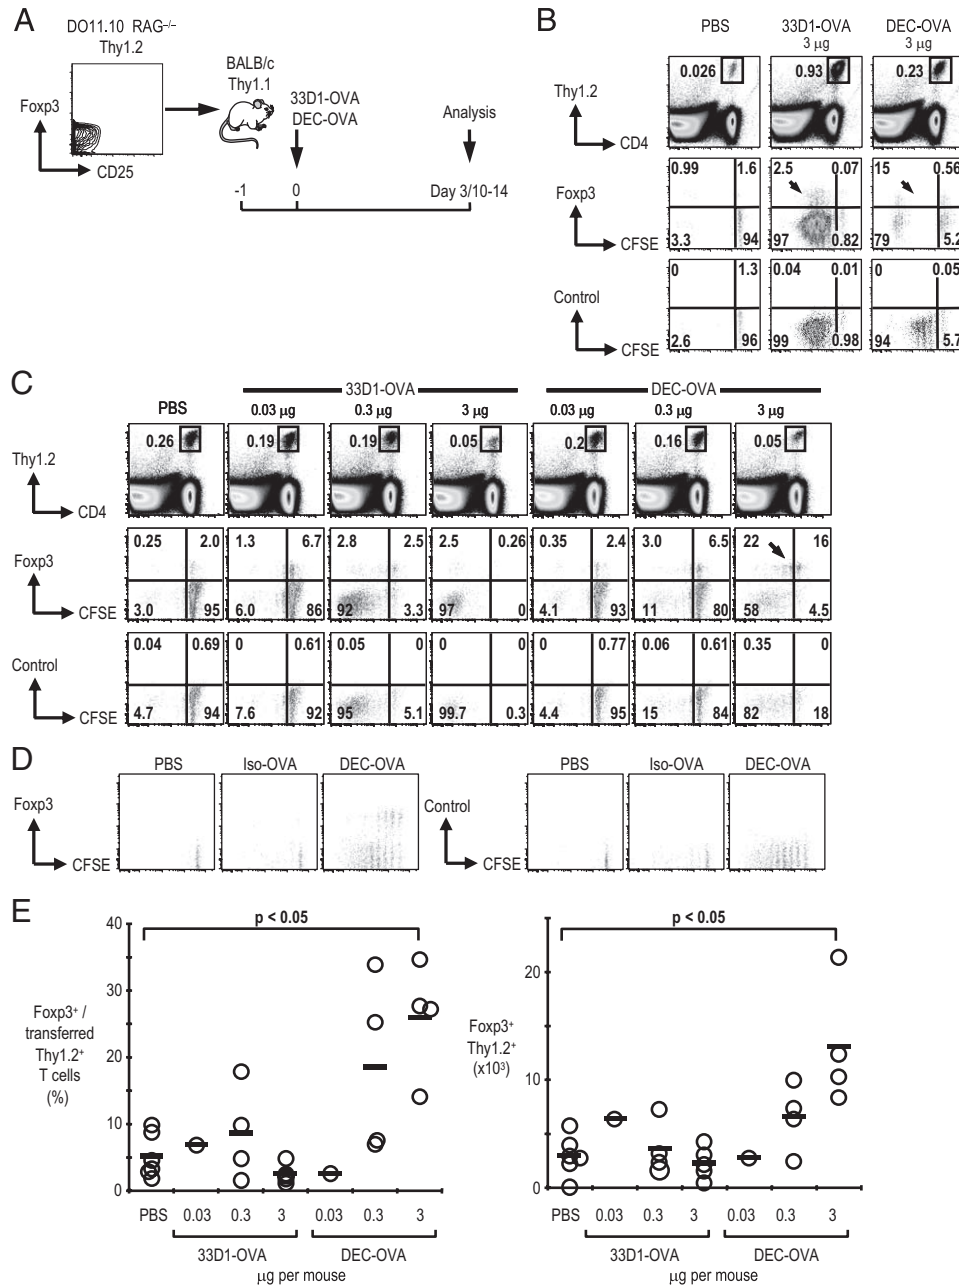 A
DO11.10 RAG–/–
Thy1.2
Foxp3
CD25
BALB/c
Thy1.1
33D1-OVA
DEC-OVA
Analysis
-1 0 Day 3/10-14
B
PBS 33D1-OVA DEC-OVA
3 μg 3 μg
Thy1.2
CD4
0.026 0.93 0.23
Foxp3
CFSE
0.99 1.6 2.5 0.07 15 0.56
3.3 94 97 0.82 79 5.2
Control
CFSE
0 1.3 0.04 0.01 0 0.05
2.6 96 99 0.98 94 5.7
C
33D1-OVA DEC-OVA
PBS 0.03 μg 0.3 μg 3 μg 0.03 μg 0.3 μg 3 μg
Thy1.2
CD4
0.26 0.19 0.19 0.05 0.2 0.16 0.05
Foxp3
CFSE
0.25 2.0 1.3 6.7 2.8 2.5 2.5 0.26 0.35 2.4 3.0 6.5 22 16
3.0 95 6.0 86 92 3.3 97 0 4.1 93 11 80 58 4.5
Control
CFSE
0.04 0.69 0 0.61 0.05 0 0 0 0 0.77 0.06 0.61 0.35 0
4.7 94 7.6 92 95 5.1 99.7 0.3 4.4 95 15 84 82 18
D
PBS Iso-OVA DEC-OVA PBS Iso-OVA DEC-OVA
Foxp3
CFSE
Control
CFSE
E
p < 0.05
40
30
20
10
0
Foxp3+ /
transferred
Thy1.2+
T cells
(%)
PBS 0.03 0.3 3 0.03 0.3 3
33D1-OVA DEC-OVA
μg per mouse
p < 0.05
20
10
0
Foxp3+
Thy1.2+
(x10³)
PBS 0.03 0.3 3 0.03 0.3 3
33D1-OVA DEC-OVA
μg per mouse